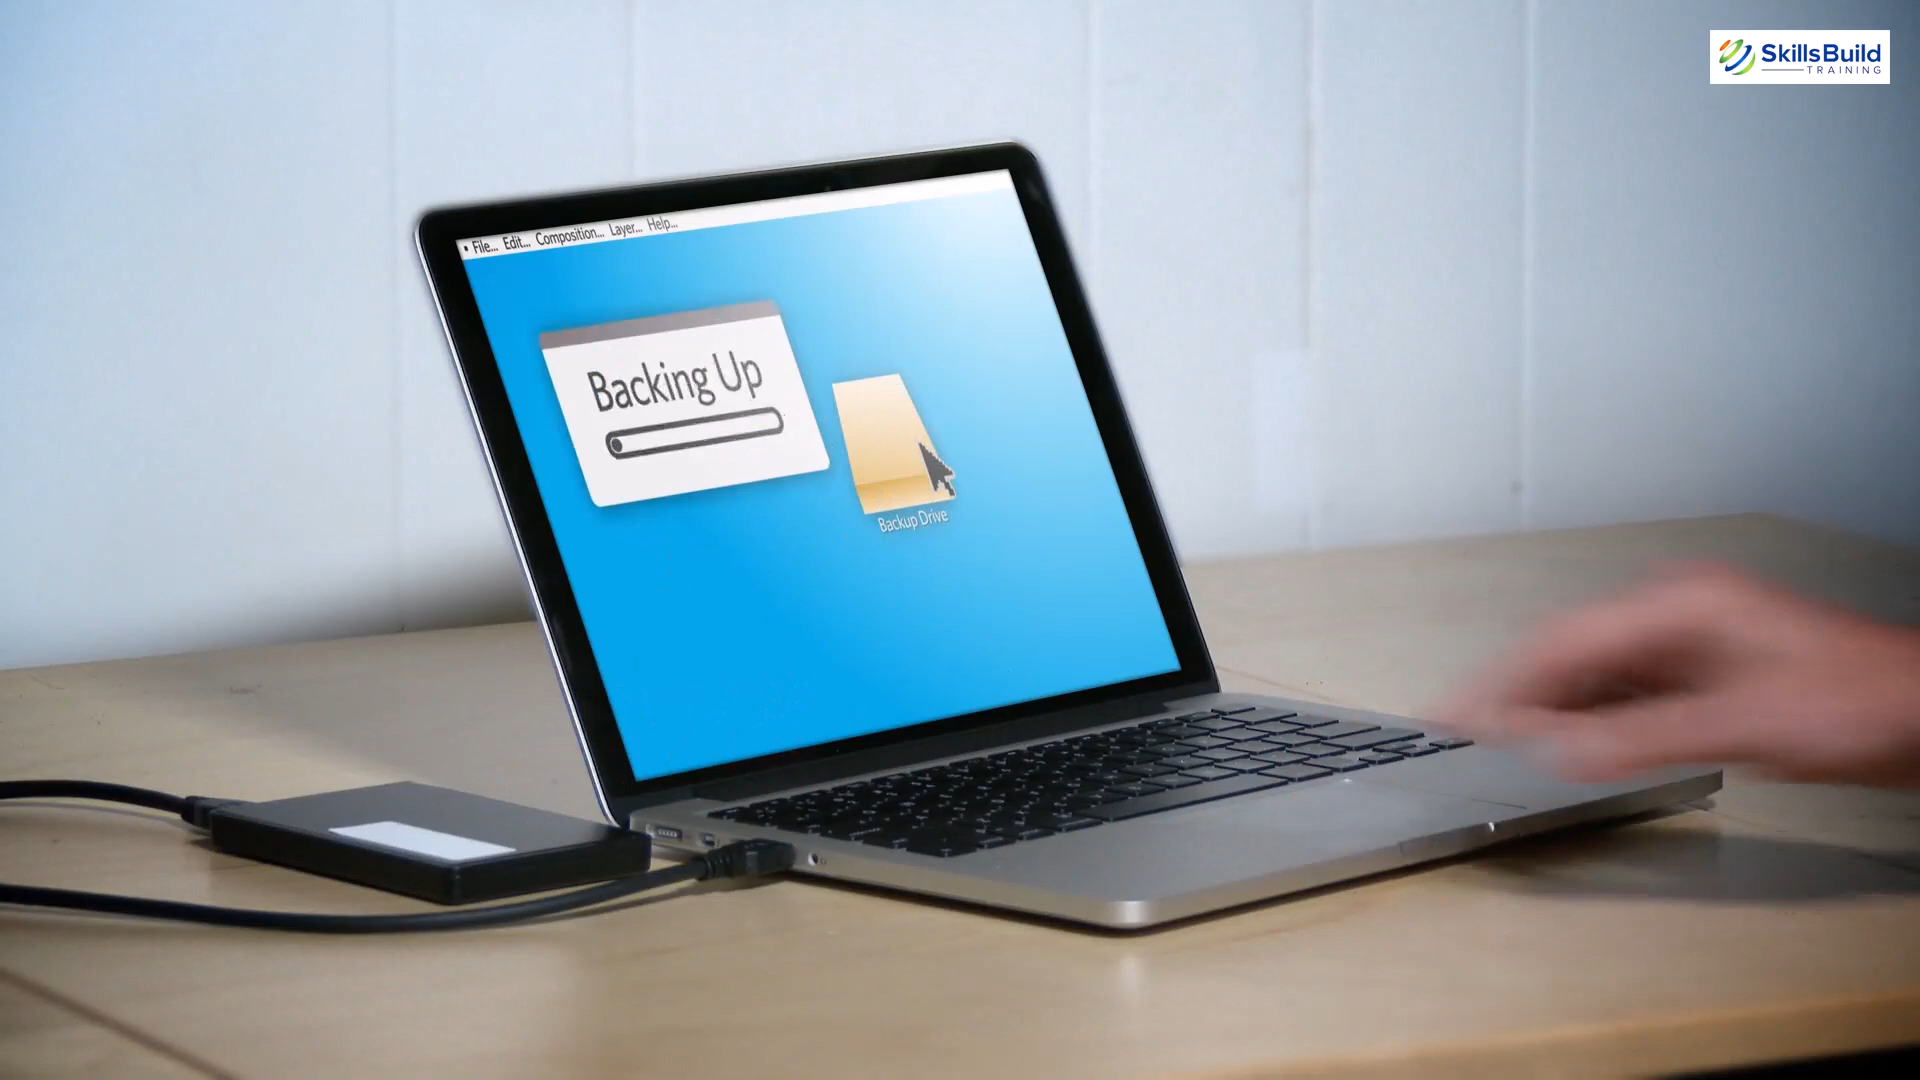 SkillsBuild
TRAINING
File... Edit... Composition... Layer... Help...
Backing Up
Backup Drive